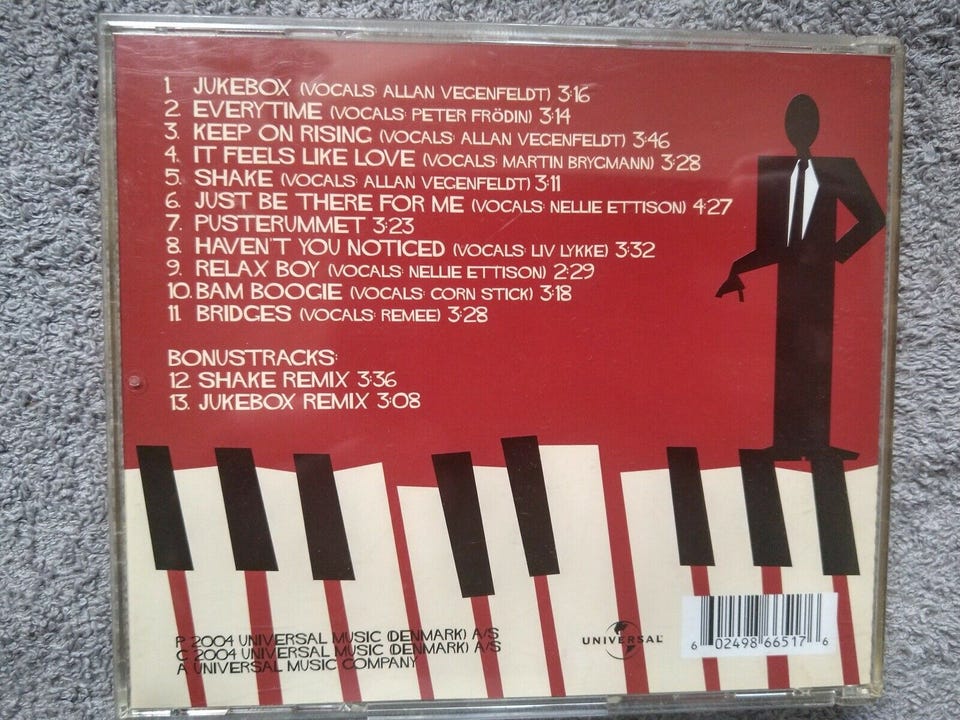 1. JUKEBOX (VOCALS: ALLAN VEGENFELDT) 3:16
2. EVERYTIME (VOCALS: PETER FRÖDIN) 3:14
3. KEEP ON RISING (VOCALS: ALLAN VEGENFELDT) 3:46
4. IT FEELS LIKE LOVE (VOCALS: MARTIN BRYGMANN) 3:28
5. SHAKE (VOCALS: ALLAN VEGENFELDT) 3:11
6. JUST BE THERE FOR ME (VOCALS: NELLIE ETTISON) 4:27
7. PUSTERUMMET 3:23
8. HAVEN'T YOU NOTICED (VOCALS: LIV LYKKE) 3:32
9. RELAX BOY (VOCALS: NELLIE ETTISON) 2:29
10. BAM BOOGIE (VOCALS: CORN STICK) 3:18
11. BRIDGES (VOCALS: REMEE) 3:28
BONUSTRACKS:
12. SHAKE REMIX 3:36
13. JUKEBOX REMIX 3:08
P 2004 UNIVERSAL MUSIC (DENMARK) A/S
C 2004 UNIVERSAL MUSIC (DENMARK) A/S
A UNIVERSAL MUSIC COMPANY
UNIVERSAL
6 02498 66517 6